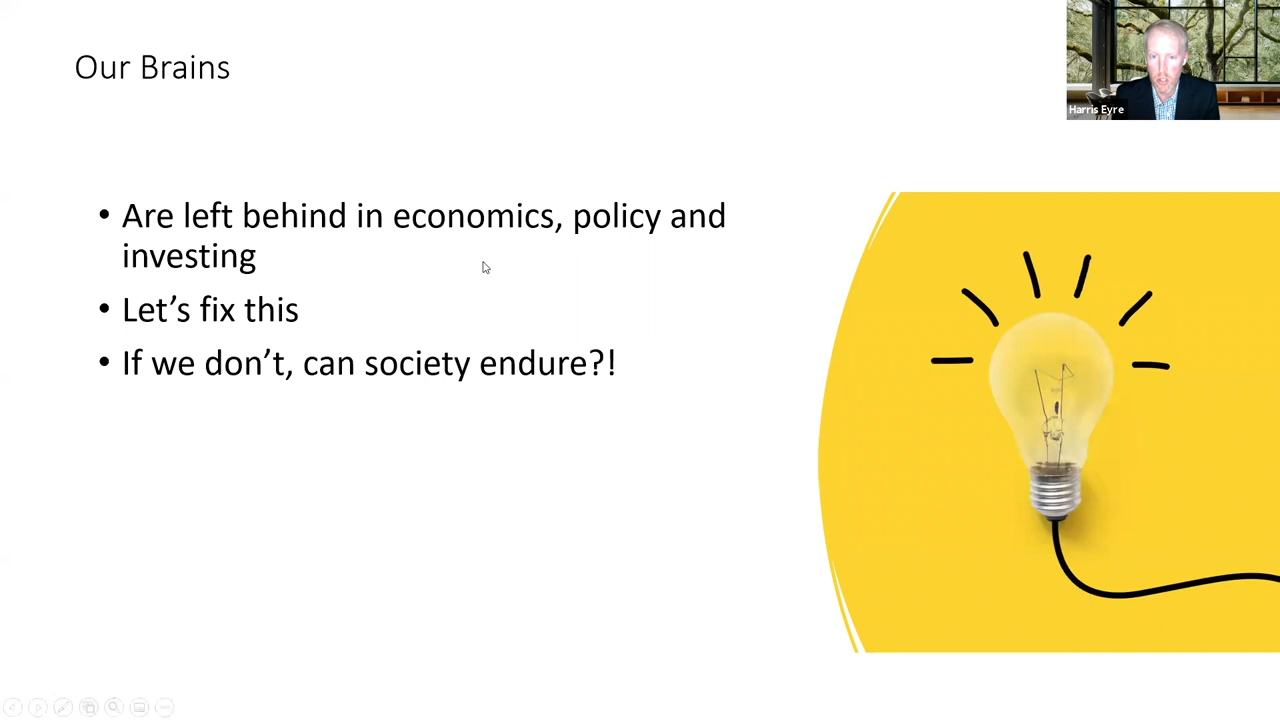 Our Brains
Harris Eyre
• Are left behind in economics, policy and
investing
• Let’s fix this
• If we don’t, can society endure?!